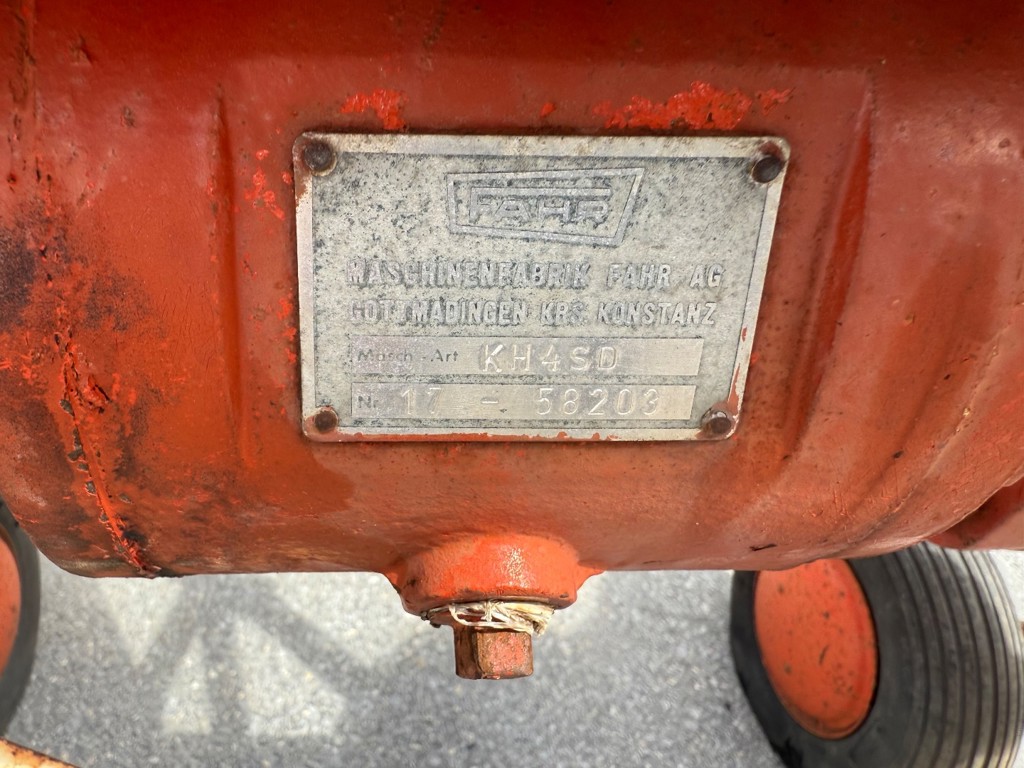 FAHR
MASCHINENFABRIK FAHR AG
GOTTMADINGEN KRS. KONSTANZ
Masch.-Art KH4SD
Nr. 17 - 58203